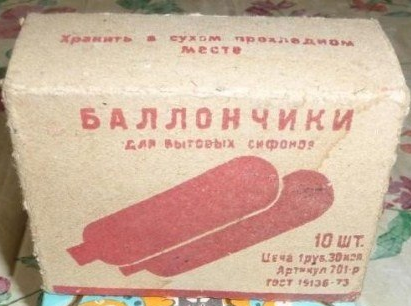 Хранить в сухом прохладном
месте
БАЛЛОНЧИКИ
для бытовых сифонов
10 ШТ.
Цена 1 руб. 30 коп.
Артикул 701-р
ГОСТ 19136-73